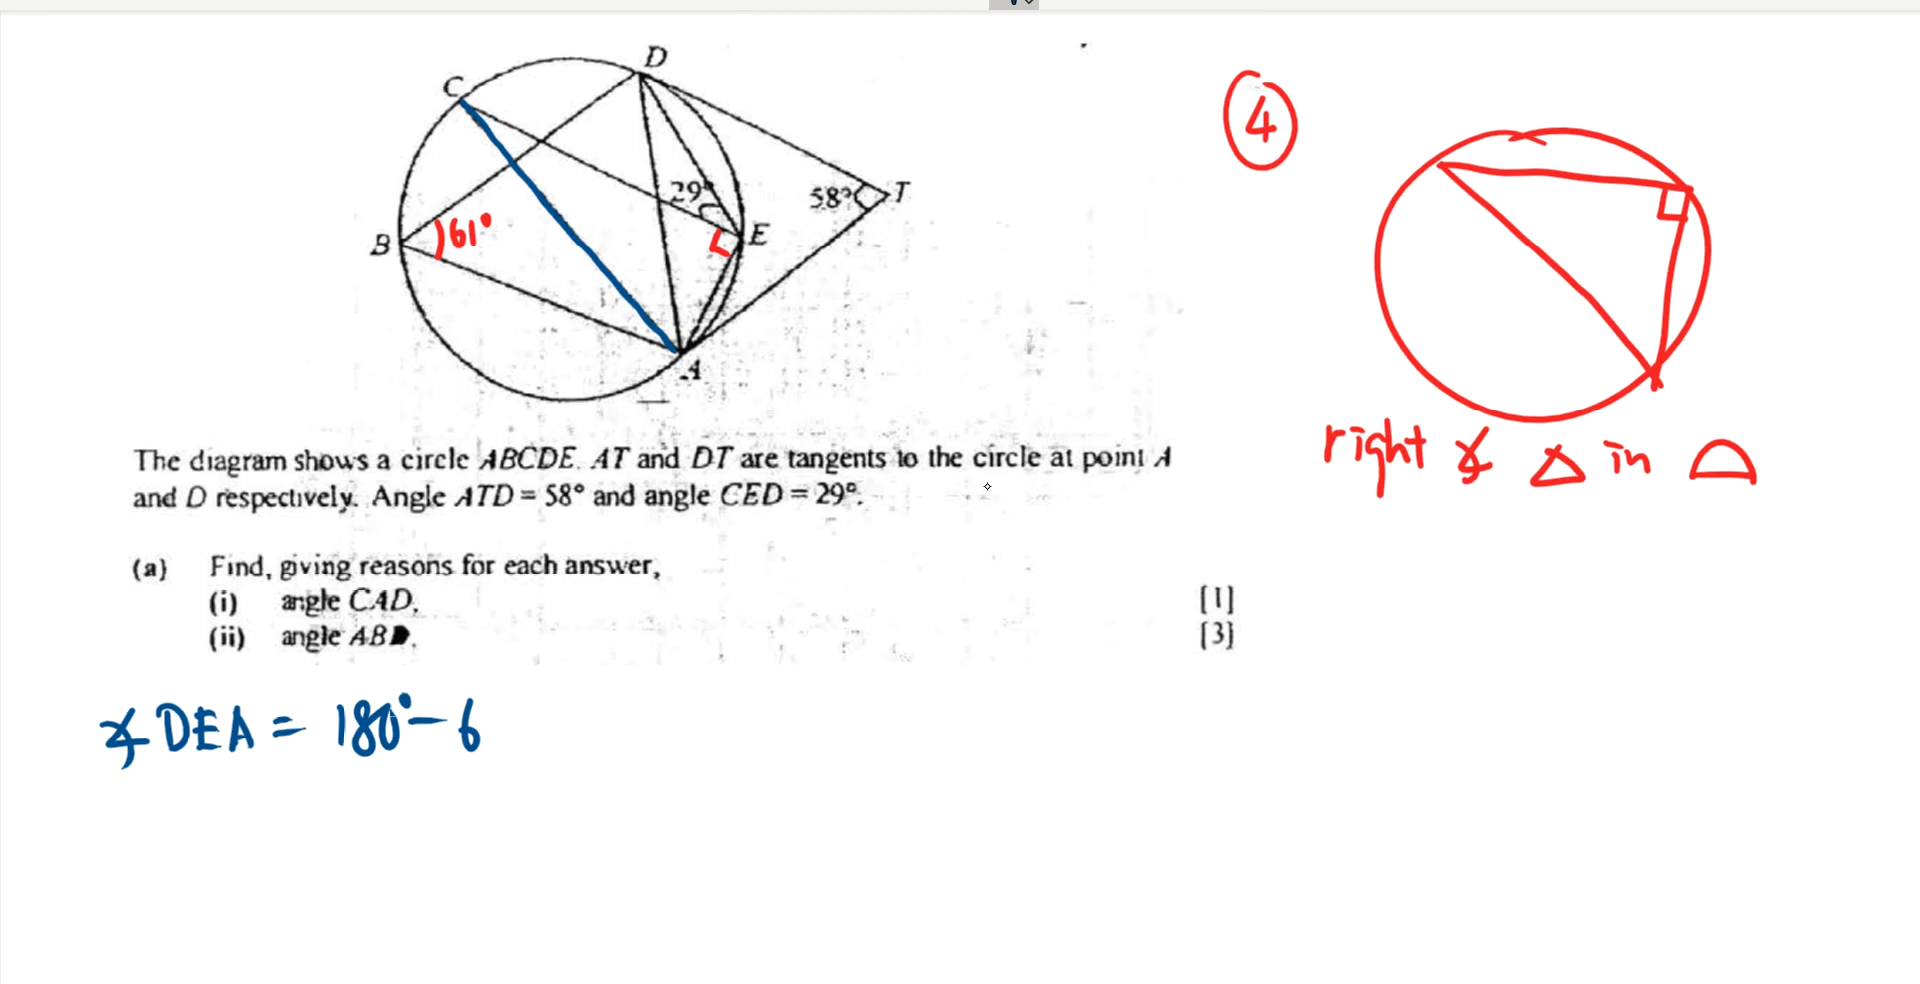 D
C
4
29°
58°
T
B
61°
E
A
right ∡ △ in ⌓
The diagram shows a circle ABCDE. AT and DT are tangents to the circle at point A
and D respectively. Angle ATD = 58° and angle CED = 29°.
(a) Find, giving reasons for each answer,
(i) angle CAD. [1]
(ii) angle ABD. [3]
∡ DEA = 180° - 6